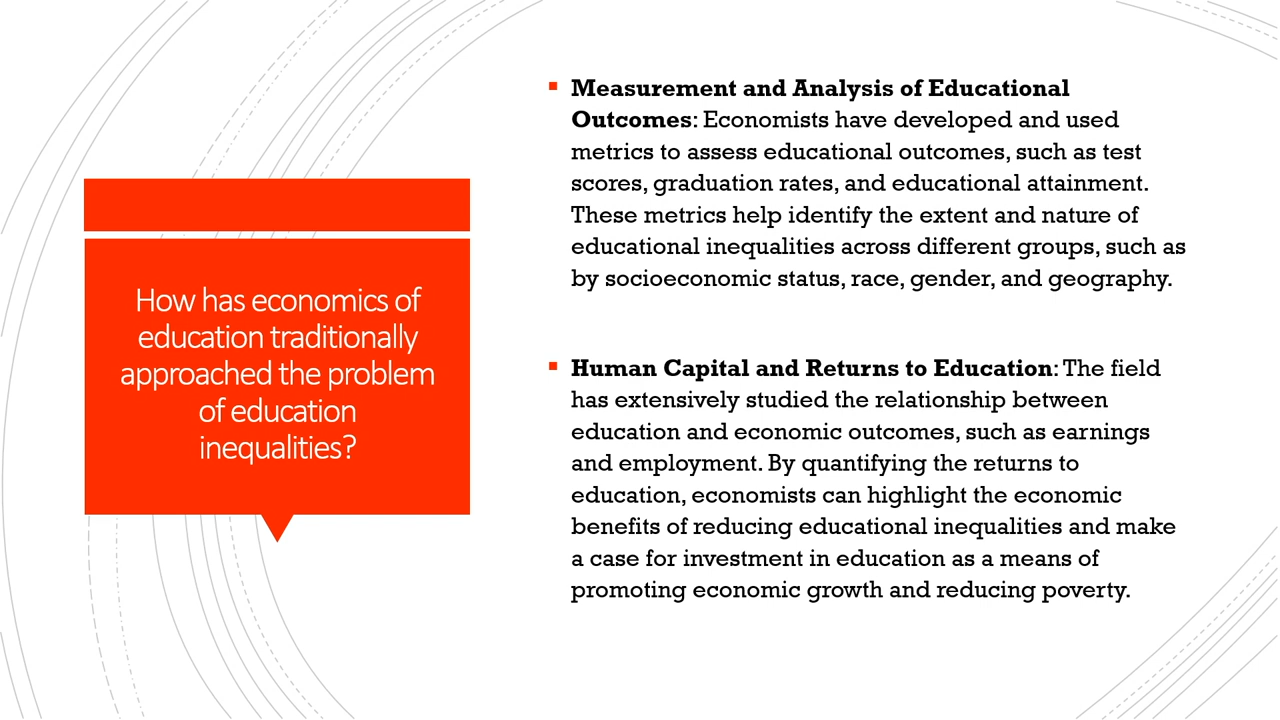 How has economics of
education traditionally
approached the problem
of education
inequalities?
Measurement and Analysis of Educational
Outcomes: Economists have developed and used
metrics to assess educational outcomes, such as test
scores, graduation rates, and educational attainment.
These metrics help identify the extent and nature of
educational inequalities across different groups, such as
by socioeconomic status, race, gender, and geography.
Human Capital and Returns to Education: The field
has extensively studied the relationship between
education and economic outcomes, such as earnings
and employment. By quantifying the returns to
education, economists can highlight the economic
benefits of reducing educational inequalities and make
a case for investment in education as a means of
promoting economic growth and reducing poverty.